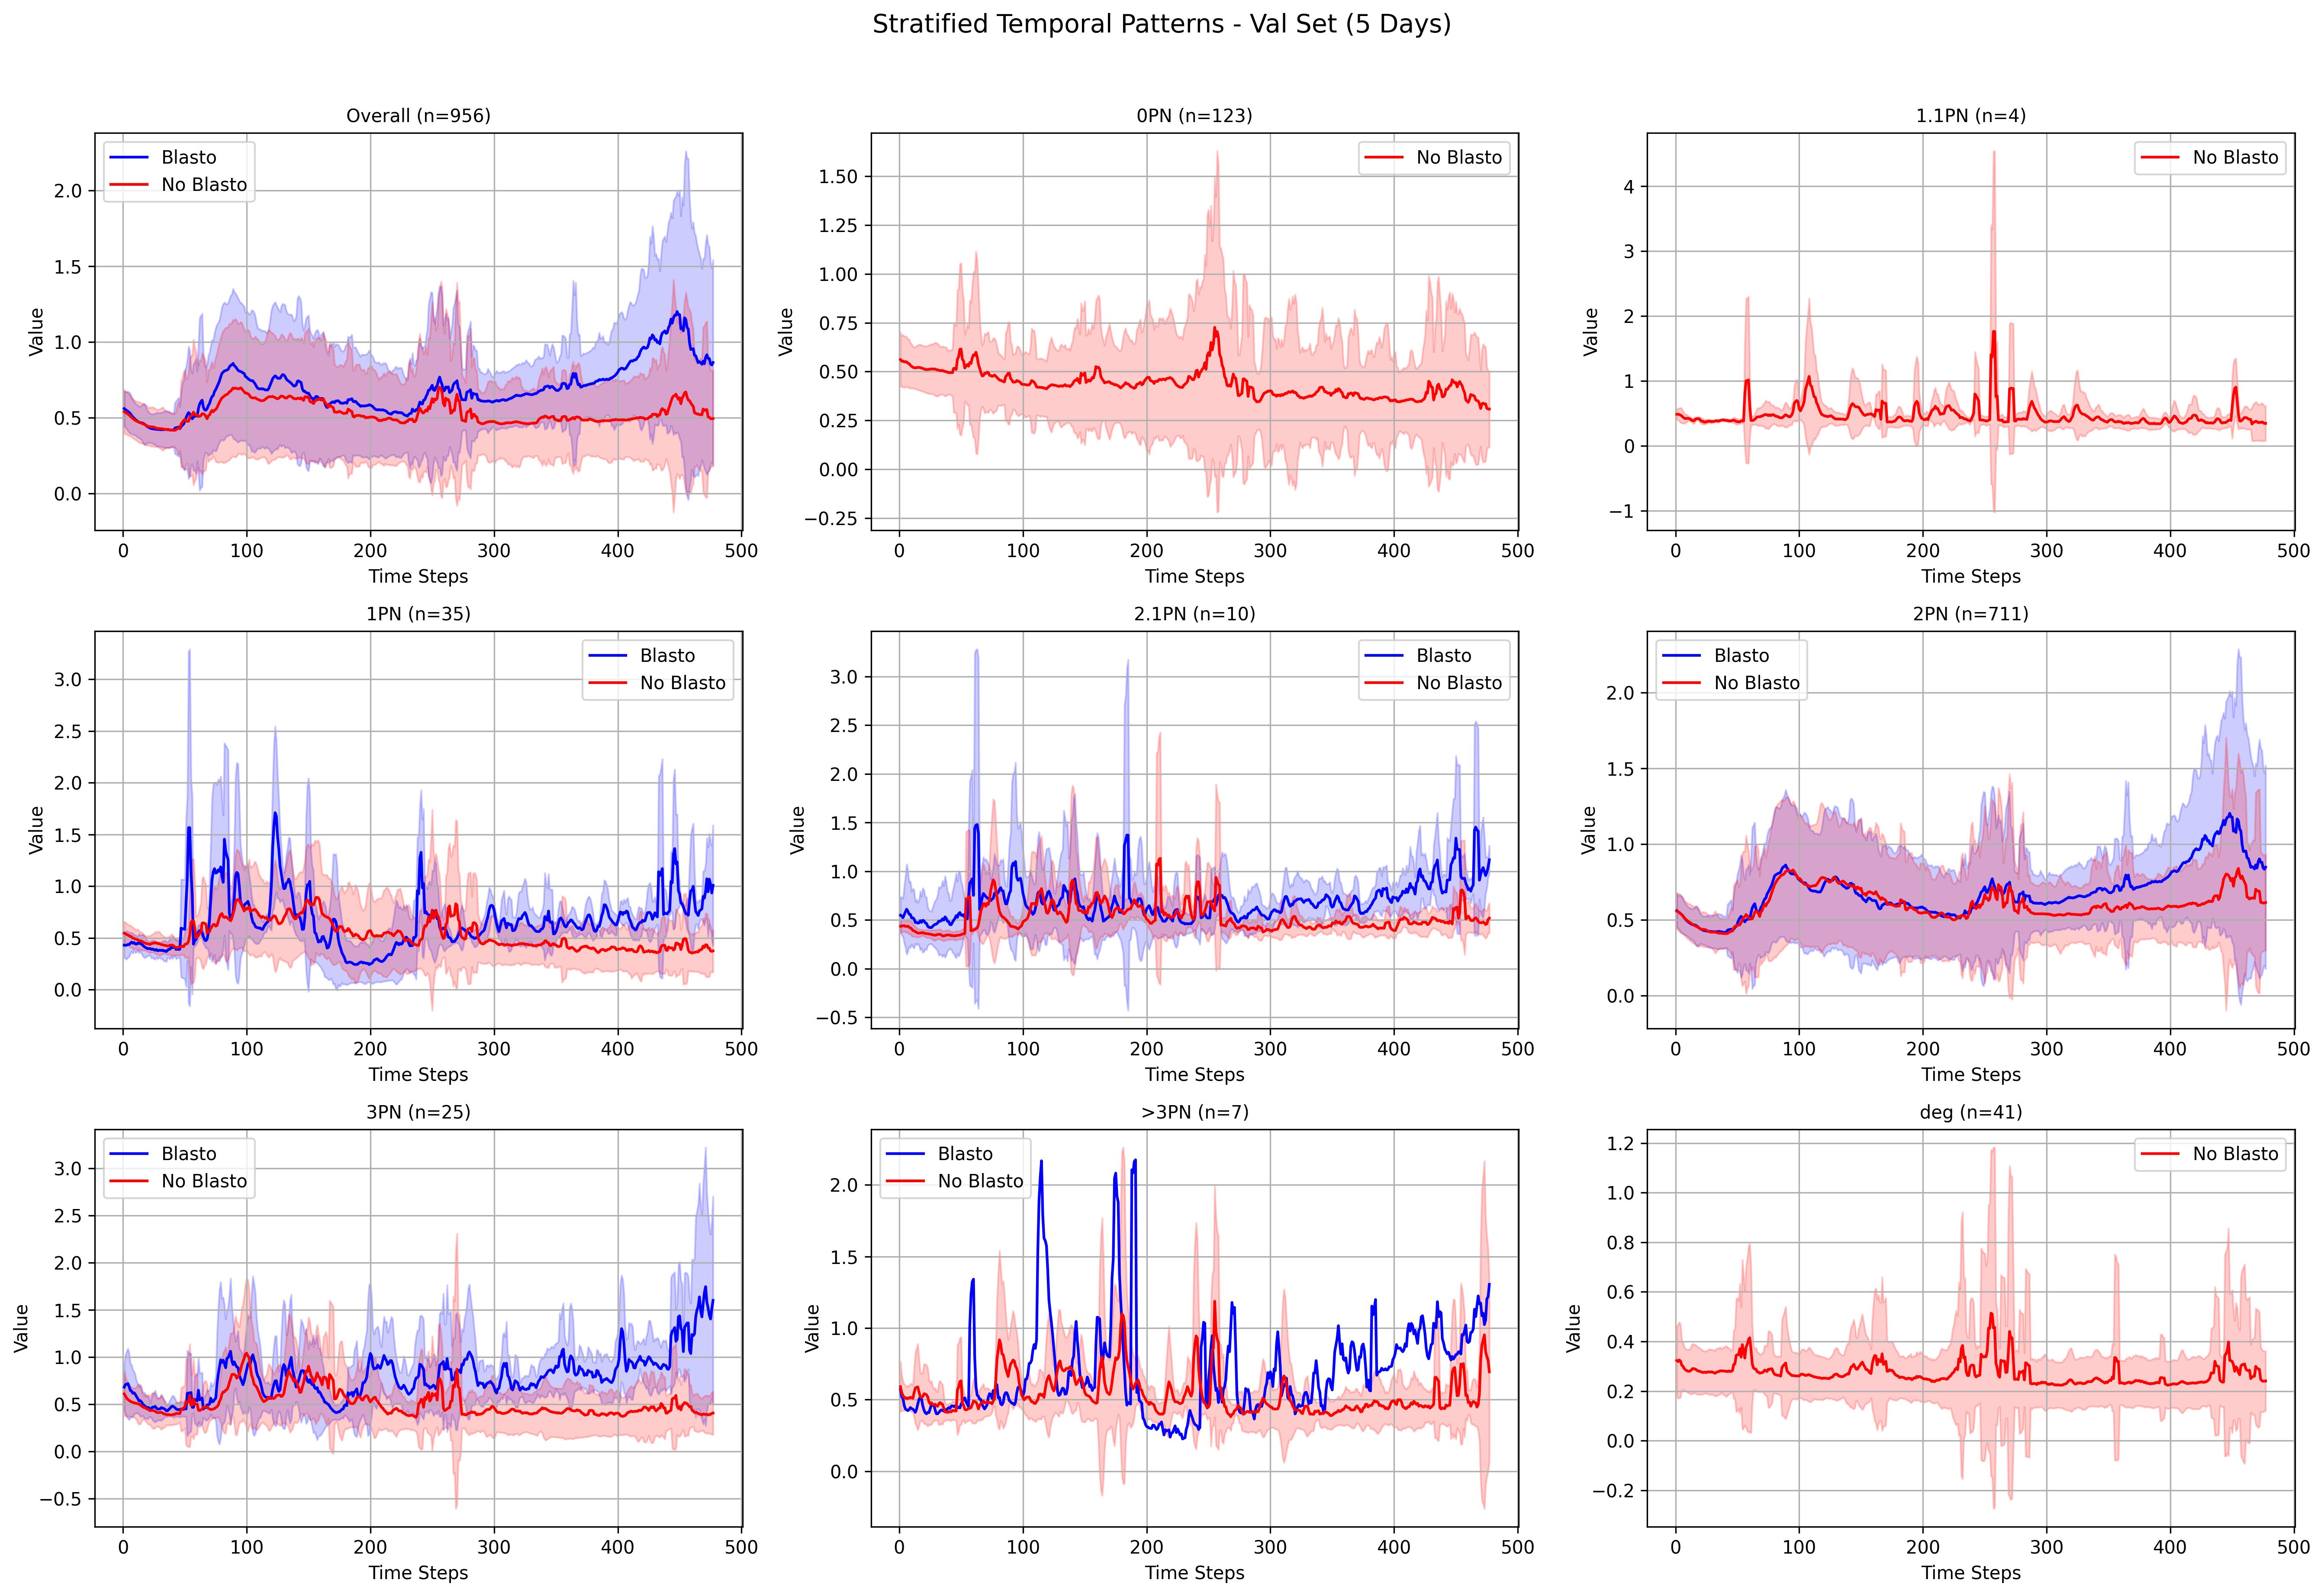 Stratified Temporal Patterns - Val Set (5 Days)
Overall (n=956)
Blasto
No Blasto
Value
2.0
1.5
1.0
0.5
0.0
0 100 200 300 400 500
Time Steps
0PN (n=123)
No Blasto
Value
1.50
1.25
1.00
0.75
0.50
0.25
0.00
−0.25
0 100 200 300 400 500
Time Steps
1.1PN (n=4)
No Blasto
Value
4
3
2
1
0
−1
0 100 200 300 400 500
Time Steps
1PN (n=35)
Blasto
No Blasto
Value
3.0
2.5
2.0
1.5
1.0
0.5
0.0
0 100 200 300 400 500
Time Steps
2.1PN (n=10)
Blasto
No Blasto
Value
3.0
2.5
2.0
1.5
1.0
0.5
0.0
−0.5
0 100 200 300 400 500
Time Steps
2PN (n=711)
Blasto
No Blasto
Value
2.0
1.5
1.0
0.5
0.0
0 100 200 300 400 500
Time Steps
3PN (n=25)
Blasto
No Blasto
Value
3.0
2.5
2.0
1.5
1.0
0.5
0.0
−0.5
0 100 200 300 400 500
Time Steps
>3PN (n=7)
Blasto
No Blasto
Value
2.0
1.5
1.0
0.5
0.0
0 100 200 300 400 500
Time Steps
deg (n=41)
No Blasto
Value
1.2
1.0
0.8
0.6
0.4
0.2
0.0
−0.2
0 100 200 300 400 500
Time Steps